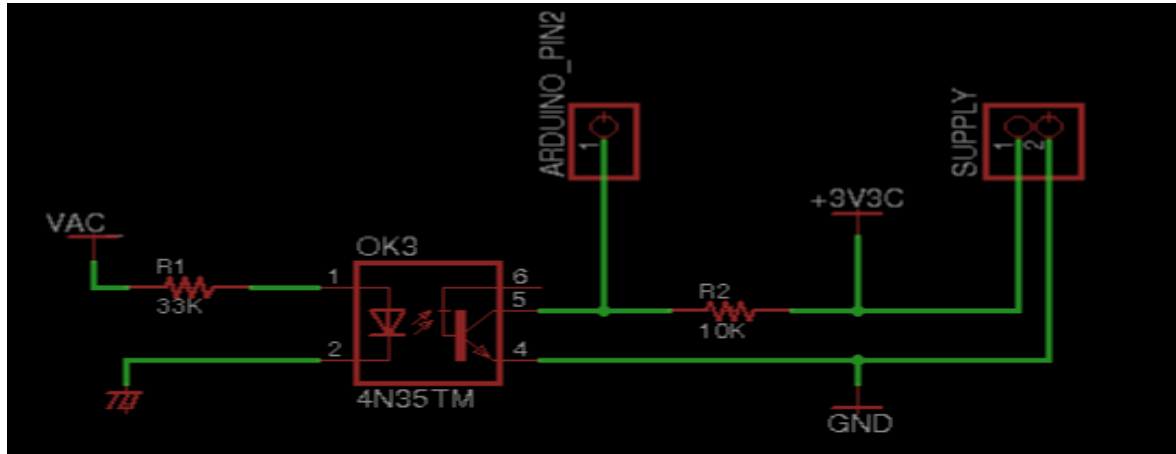 ARDUINO_PIN2
1
SUPPLY
1
2
+3V3C
VAC
R1
33K
OK3
1
2
6
5
4
4N35TM
R2
10K
GND